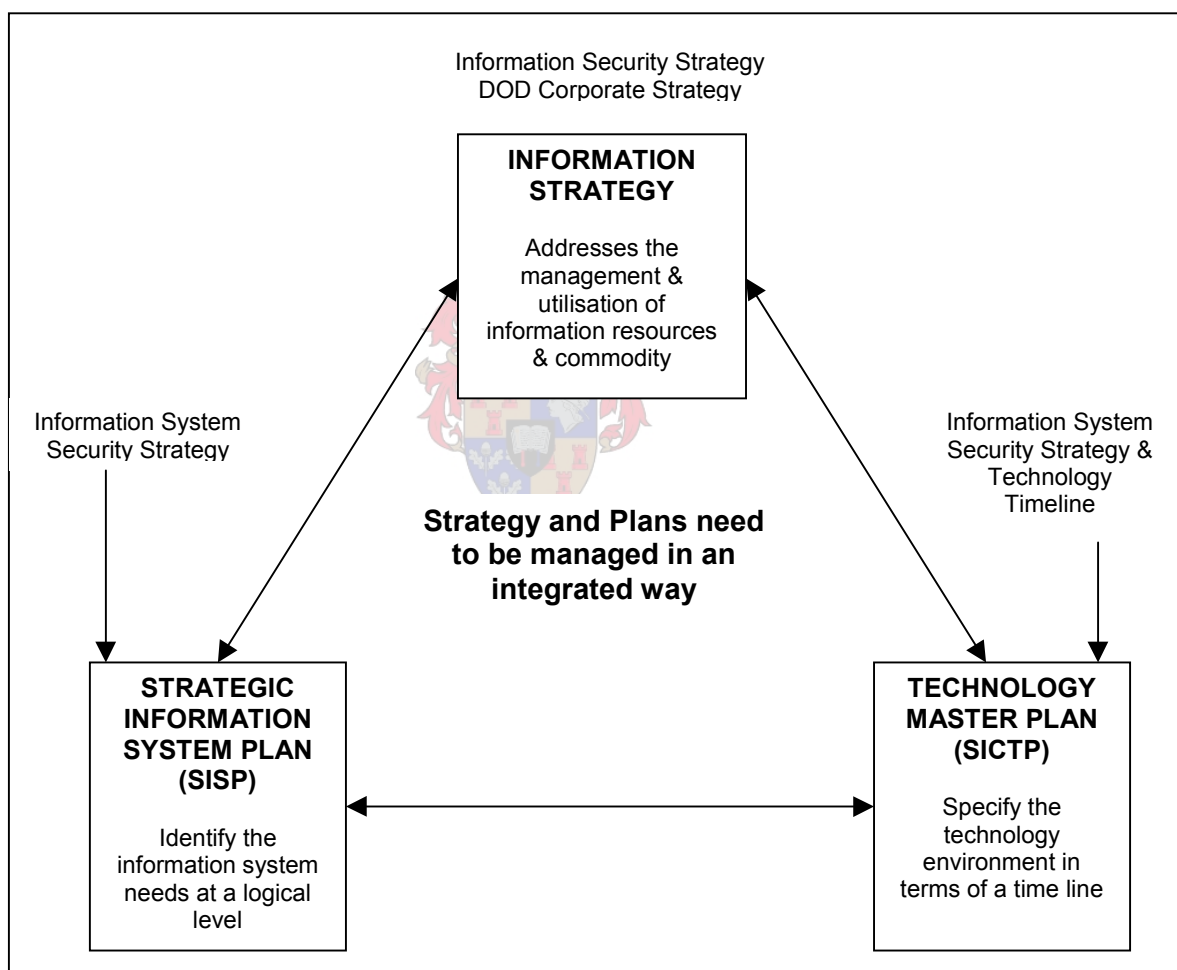 Information Security Strategy
DOD Corporate Strategy
INFORMATION
STRATEGY
Addresses the
management &
utilisation of
information resources
& commodity
Information System
Security Strategy
Information System
Security Strategy &
Technology
Timeline
Strategy and Plans need
to be managed in an
integrated way
STRATEGIC
INFORMATION
SYSTEM PLAN
(SISP)
Identify the
information system
needs at a logical
level
TECHNOLOGY
MASTER PLAN
(SICTP)
Specify the
technology
environment in
terms of a time line